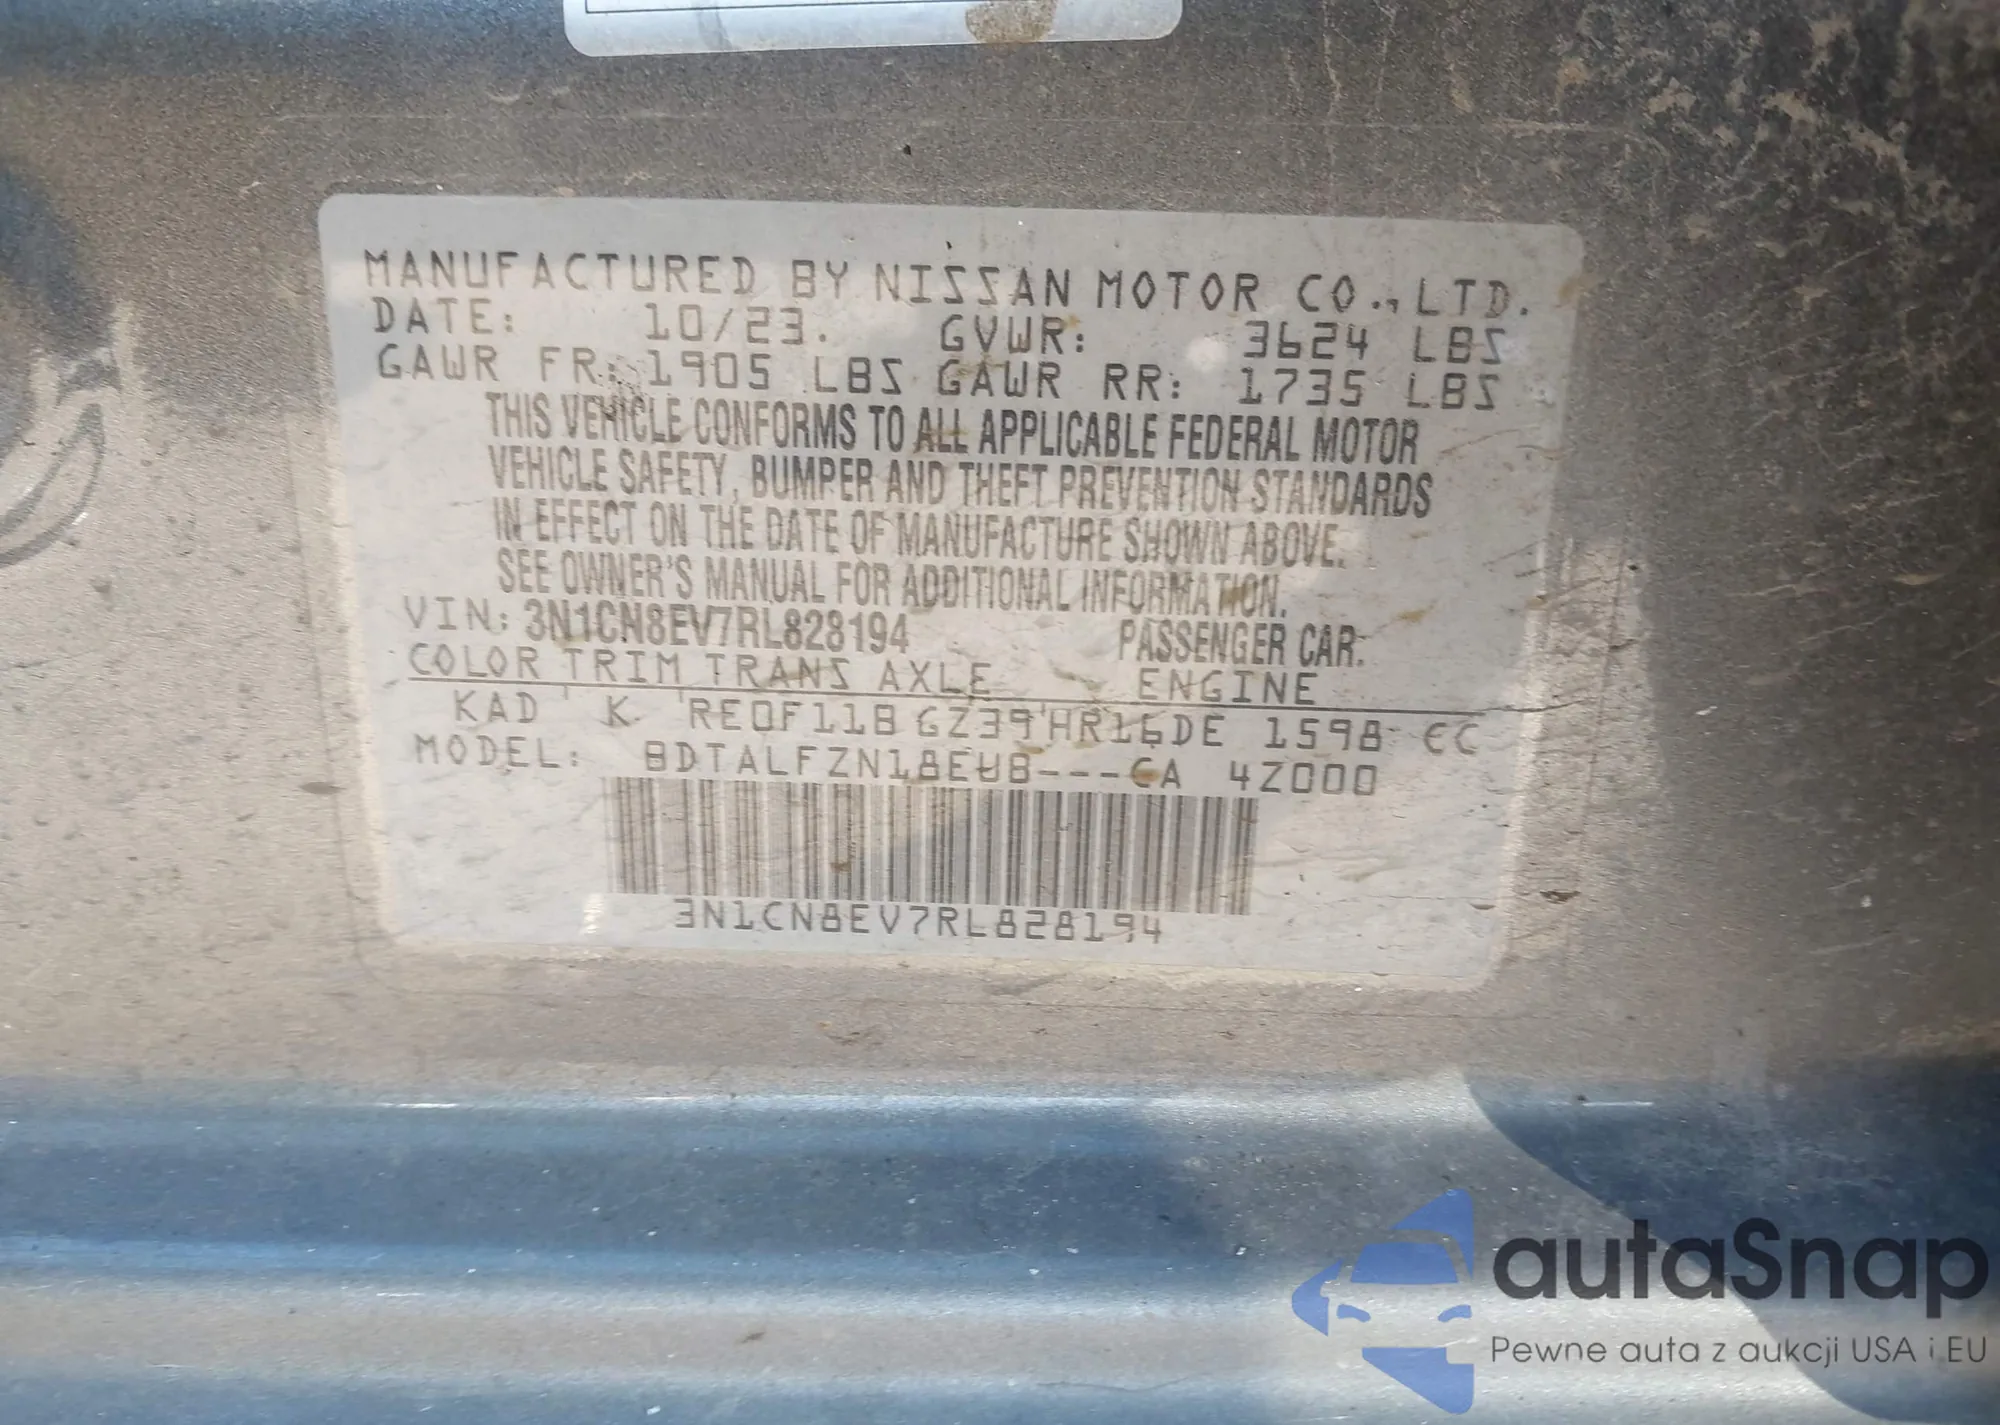 MANUFACTURED BY NISSAN MOTOR CO., LTD.
DATE: 10/23. GVWR: 3624 LBS
GAWR FR: 1905 LBS GAWR RR: 1735 LBS
THIS VEHICLE CONFORMS TO ALL APPLICABLE FEDERAL MOTOR
VEHICLE SAFETY, BUMPER AND THEFT PREVENTION STANDARDS
IN EFFECT ON THE DATE OF MANUFACTURE SHOWN ABOVE.
SEE OWNER'S MANUAL FOR ADDITIONAL INFORMATION.
VIN: 3N1CN8EV7RL828194 PASSENGER CAR:
COLOR TRIM TRANS AXLE ENGINE
KAD K RE0F11B GZ39 HR16DE 1598 CC
MODEL: BDTALFZN18EUB---CA 4Z000
3N1CN8EV7RL828194
autaSnap
Pewne auta z aukcji USA i EU